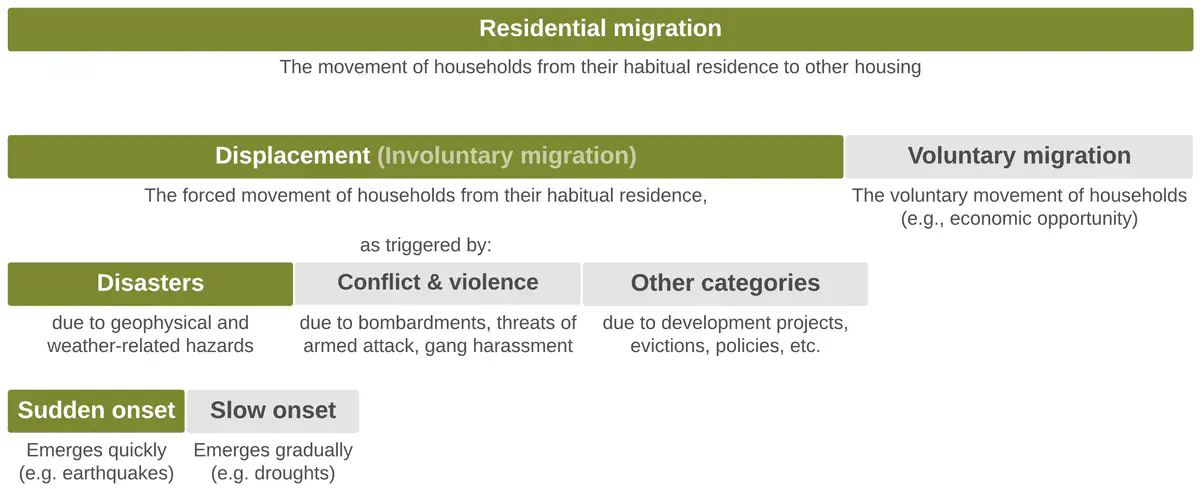 Residential migration
The movement of households from their habitual residence to other housing
Displacement (Involuntary migration)
The forced movement of households from their habitual residence,
as triggered by:
Voluntary migration
The voluntary movement of households
(e.g., economic opportunity)
Disasters
due to geophysical and
weather-related hazards
Conflict & violence
due to bombardments, threats of
armed attack, gang harassment
Other categories
due to development projects,
evictions, policies, etc.
Sudden onset
Emerges quickly
(e.g. earthquakes)
Slow onset
Emerges gradually
(e.g. droughts)